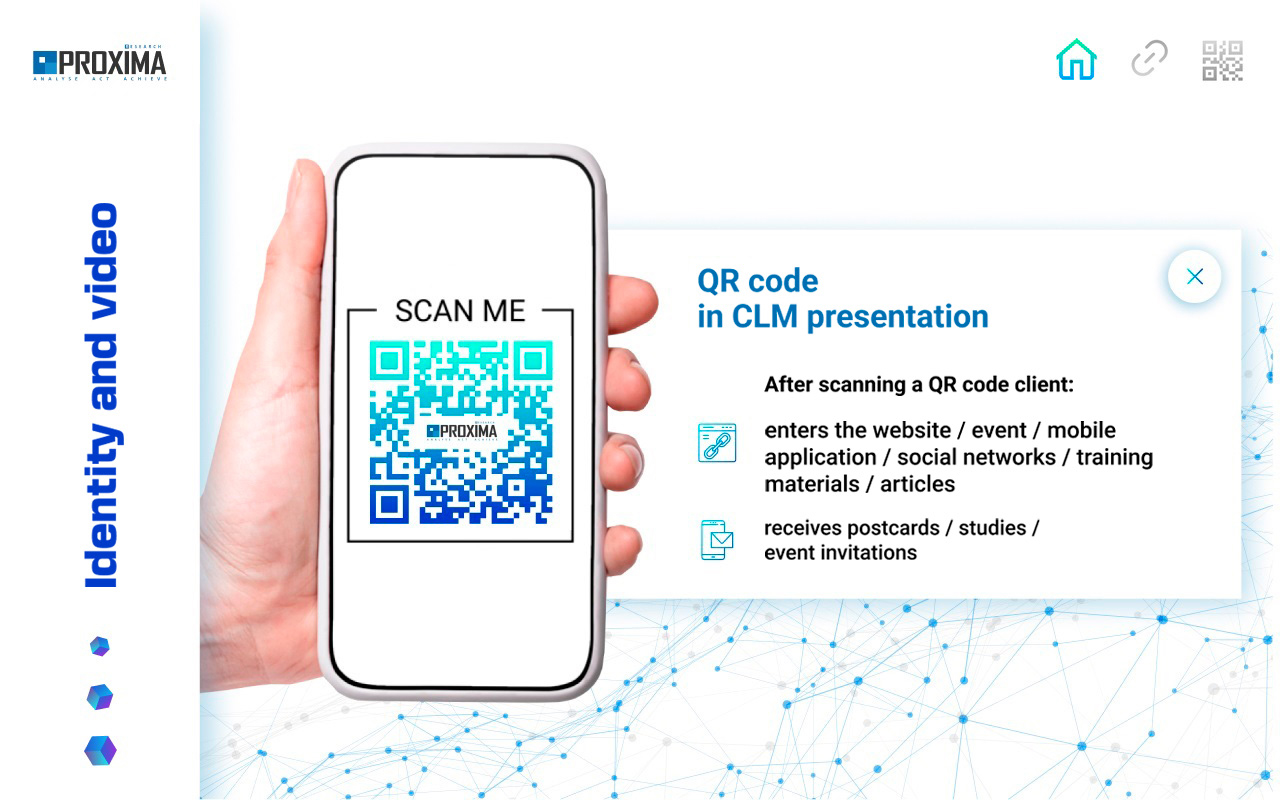 RESEARCH
PROXIMA
ANALYSE ACT ACHIEVE
Identity and video
SCAN ME
PROXIMA
QR code
in CLM presentation
After scanning a QR code client:
enters the website / event / mobile
application / social networks / training
materials / articles
receives postcards / studies /
event invitations